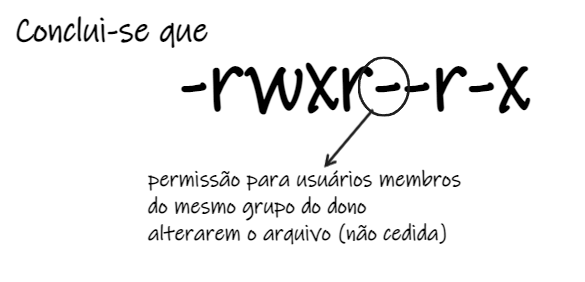 Conclui-se que
-rwxr--r-x
permissão para usuários membros
do mesmo grupo do dono
alterarem o arquivo (não cedida)